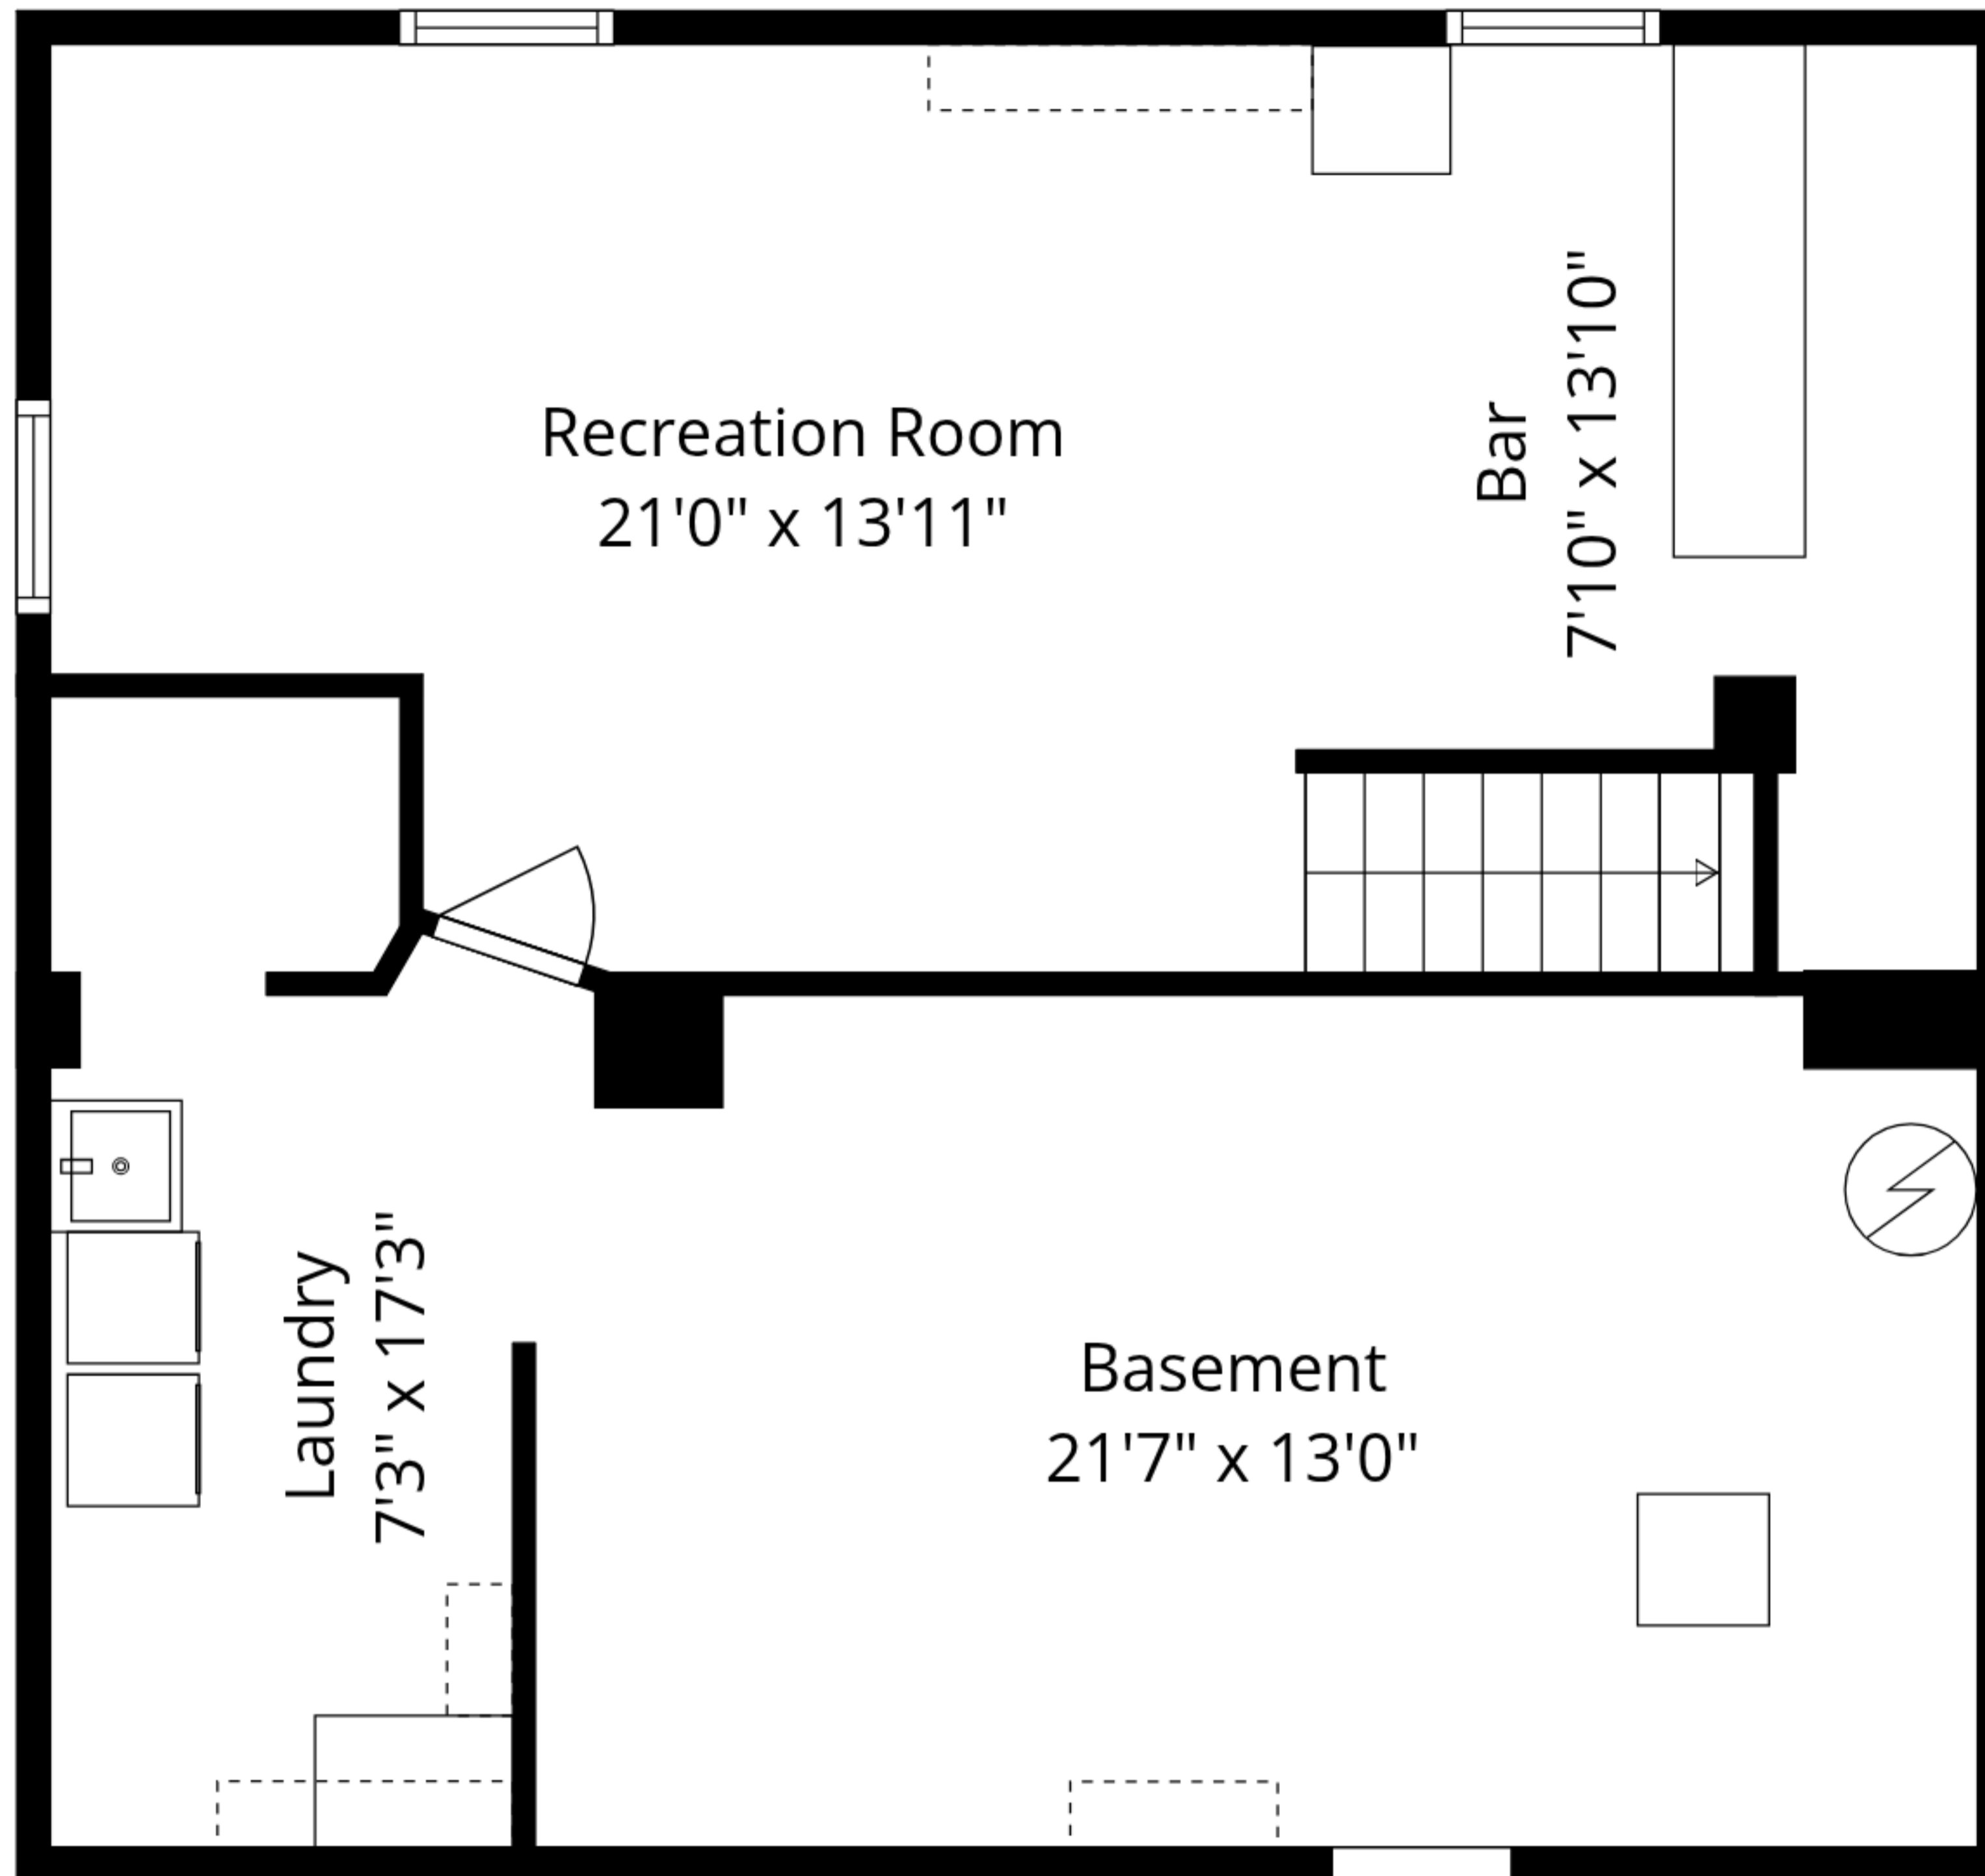 Recreation Room
21'0" x 13'11"
Bar
7'10" x 13'10"
Laundry
7'3" x 17'3"
Basement
21'7" x 13'0"